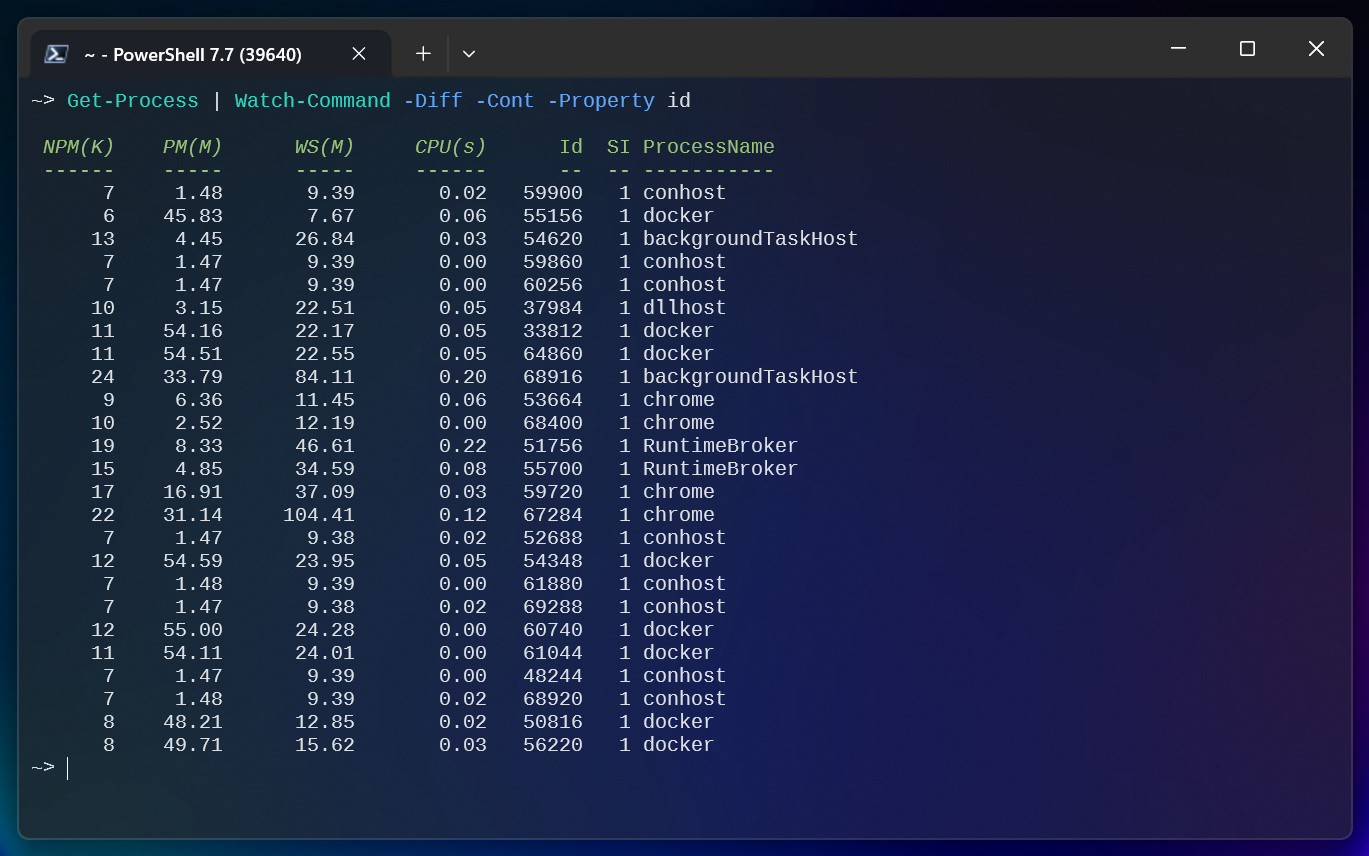 ~ - PowerShell 7.7 (39640)
~> Get-Process | Watch-Command -Diff -Cont -Property id
NPM(K) PM(M) WS(M) CPU(s) Id SI ProcessName
------ ----- ----- ------ -- -- -----------
7 1.48 9.39 0.02 59900 1 conhost
6 45.83 7.67 0.06 55156 1 docker
13 4.45 26.84 0.03 54620 1 backgroundTaskHost
7 1.47 9.39 0.00 59860 1 conhost
7 1.47 9.39 0.00 60256 1 conhost
10 3.15 22.51 0.05 37984 1 dllhost
11 54.16 22.17 0.05 33812 1 docker
11 54.51 22.55 0.05 64860 1 docker
24 33.79 84.11 0.20 68916 1 backgroundTaskHost
9 6.36 11.45 0.06 53664 1 chrome
10 2.52 12.19 0.00 68400 1 chrome
19 8.33 46.61 0.22 51756 1 RuntimeBroker
15 4.85 34.59 0.08 55700 1 RuntimeBroker
17 16.91 37.09 0.03 59720 1 chrome
22 31.14 104.41 0.12 67284 1 chrome
7 1.47 9.38 0.02 52688 1 conhost
12 54.59 23.95 0.05 54348 1 docker
7 1.48 9.39 0.00 61880 1 conhost
7 1.47 9.38 0.02 69288 1 conhost
12 55.00 24.28 0.00 60740 1 docker
11 54.11 24.01 0.00 61044 1 docker
7 1.47 9.39 0.00 48244 1 conhost
7 1.48 9.39 0.02 68920 1 conhost
8 48.21 12.85 0.02 50816 1 docker
8 49.71 15.62 0.03 56220 1 docker
~>